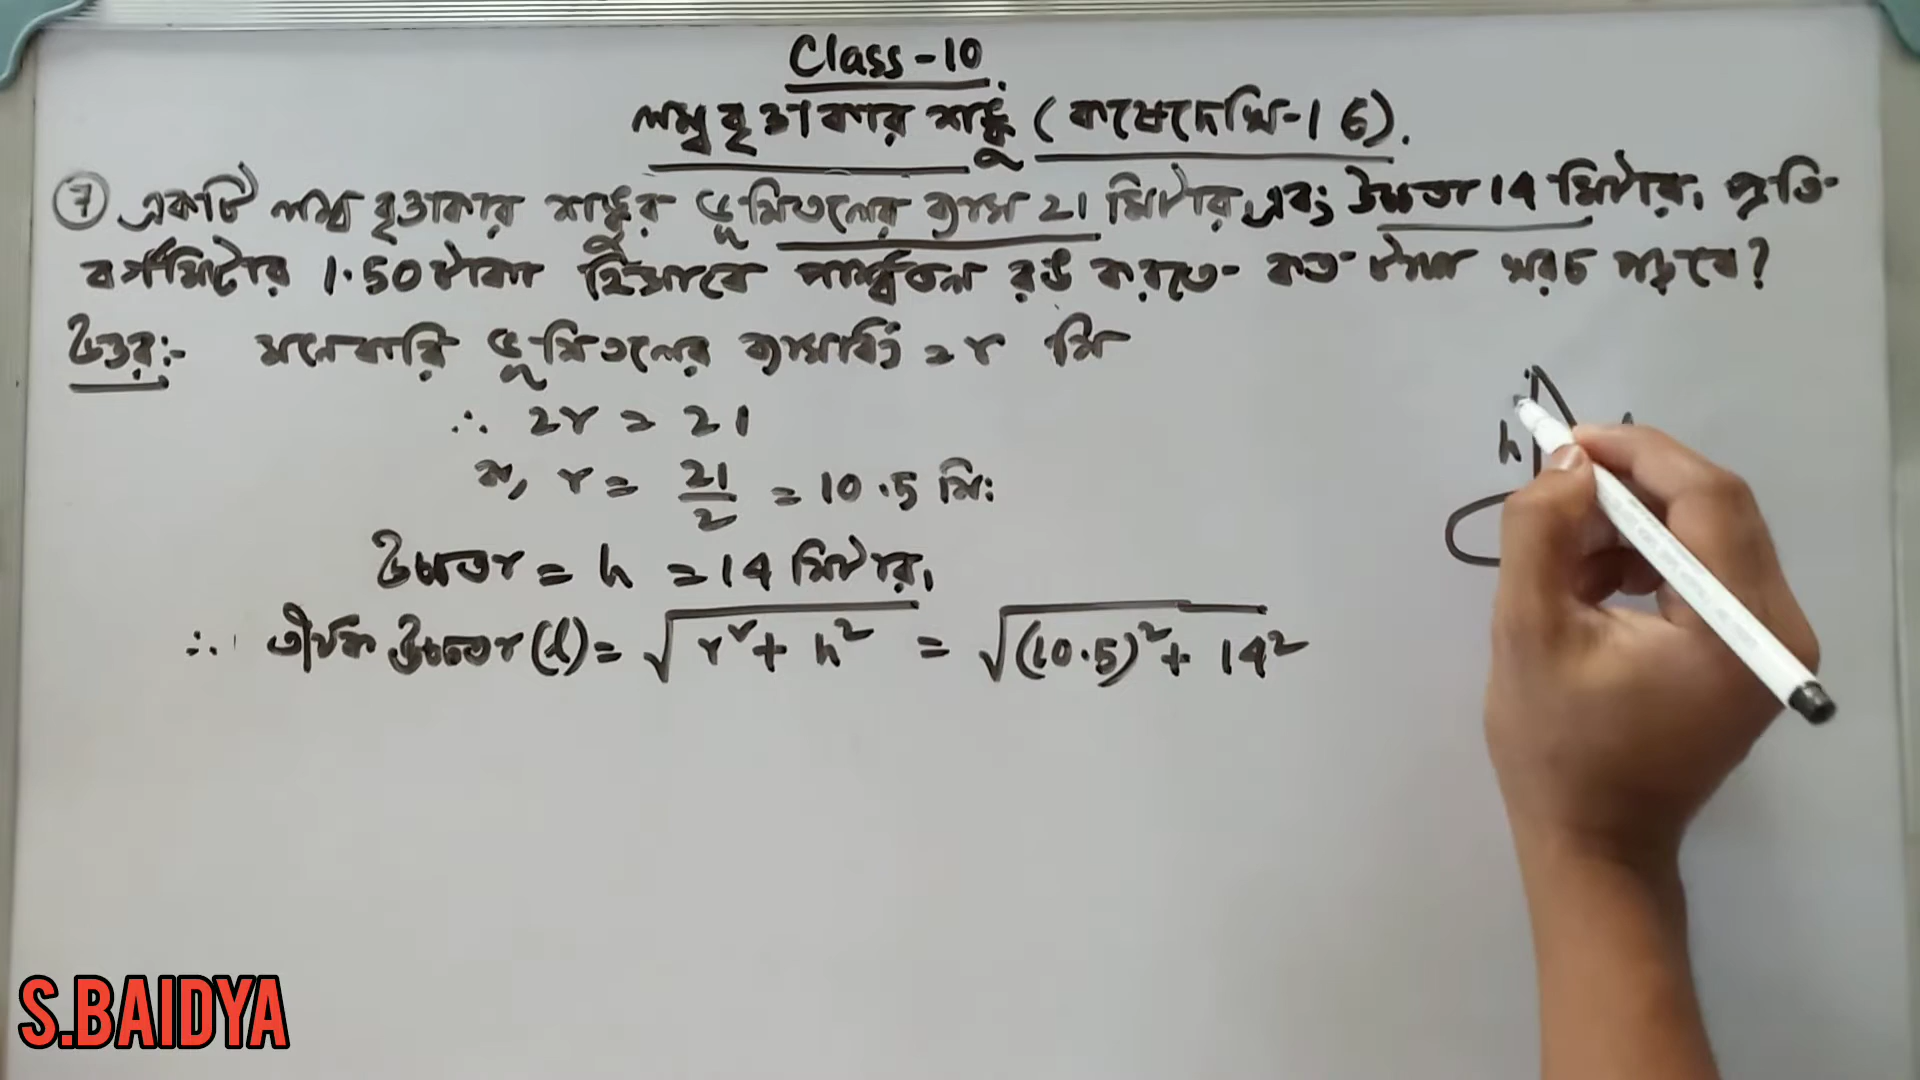 Class-10
লম্ব বৃত্তাকার শঙ্কু (কষে দেখি-16).
7 একটি লম্ব বৃত্তাকার শঙ্কুর ভূমিতলের ব্যাস 21 মিটার এবং উচ্চতা 14 মিটার। প্রতি-
বর্গমিটার 1.50 টাকা হিসাবে পার্শ্বতল রঙ করতে কত টাকা খরচ পড়বে?
উত্তর:- মনেকরি ভূমিতলের ব্যাসার্ধ = r মি
∴ 2r = 21
বা, r = 21/2 = 10.5 মি:
উচ্চতা = h = 14 মিটার।
∴ তীর্যক উচ্চতা (l) = √(r² + h²) = √((10.5)² + 14²)
h
S.BAIDYA